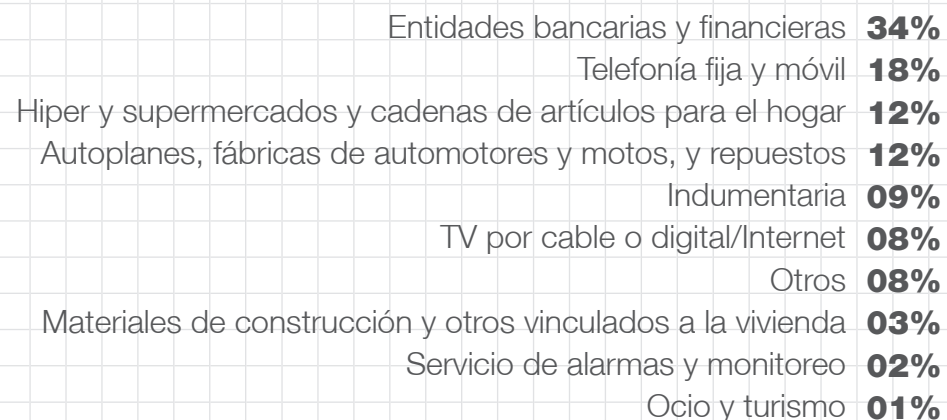 Entidades bancarias y financieras 34%
Telefonía fija y móvil 18%
Hiper y supermercados y cadenas de artículos para el hogar 12%
Autoplanes, fábricas de automotores y motos, y repuestos 12%
Indumentaria 09%
TV por cable o digital/Internet 08%
Otros 08%
Materiales de construcción y otros vinculados a la vivienda 03%
Servicio de alarmas y monitoreo 02%
Ocio y turismo 01%